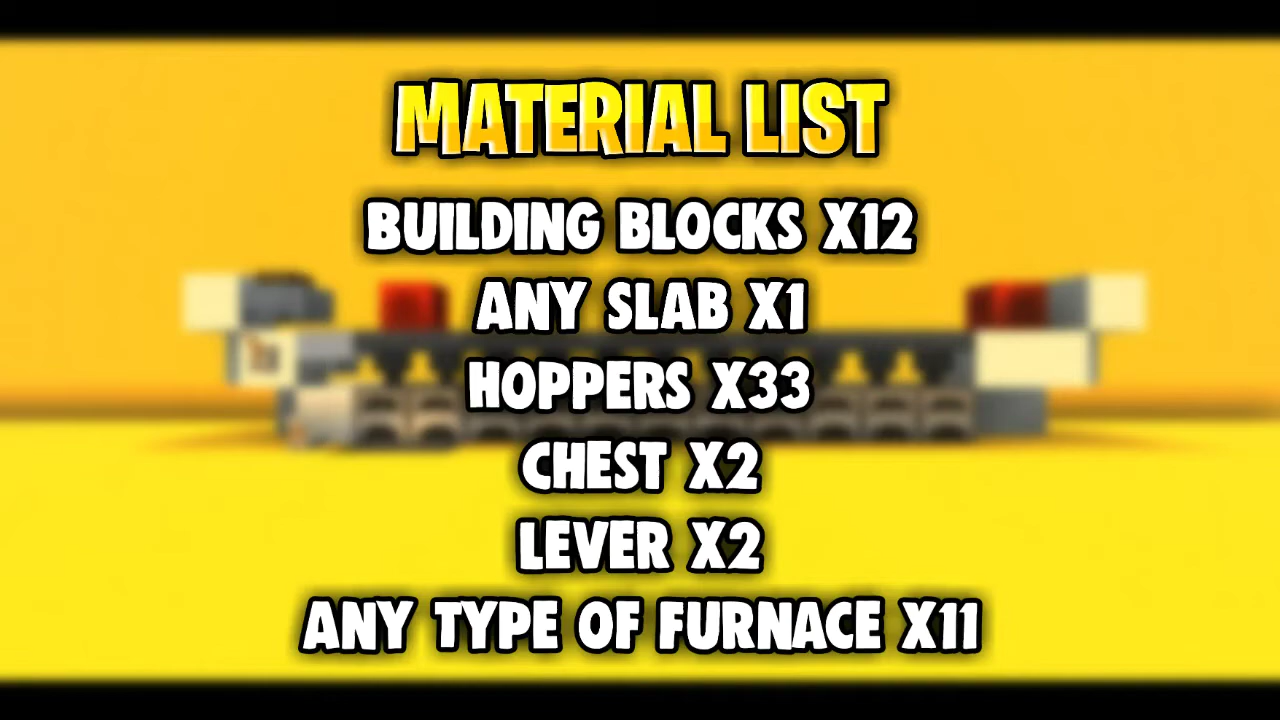 MATERIAL LIST
BUILDING BLOCKS X12
ANY SLAB X1
HOPPERS X33
CHEST X2
LEVER X2
ANY TYPE OF FURNACE X11